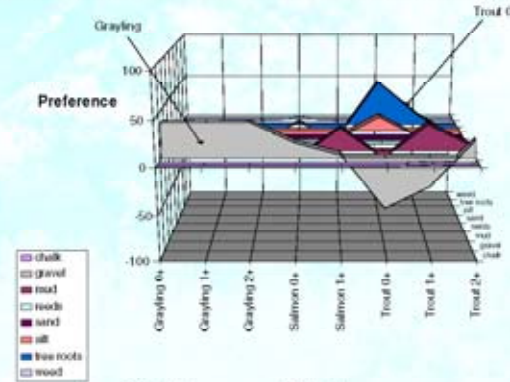 Trout 0
Grayling
100
Preference
50
0
-50
-100
weed
tree roots
silt
sand
reeds
mud
gravel
chalk
chalk
gravel
mud
reeds
sand
silt
tree roots
weed
Grayling 0+
Grayling 1+
Grayling 2+
Salmon 0+
Salmon 1+
Trout 0+
Trout 1+
Trout 2+